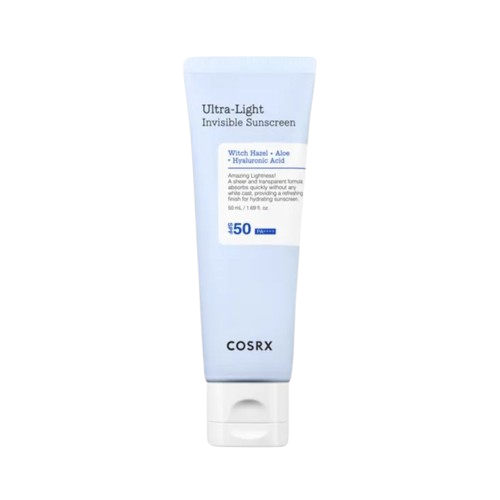 Ultra-Light
Invisible Sunscreen
Witch Hazel + Aloe
+ Hyaluronic Acid
Amazing Lightness!
A sheer and transparent formula
absorbs quickly without any
white cast, providing a refreshing
finish for hydrating sunscreen.
50 mL / 1.69 fl. oz.
SPF 50 PA++++
COSRX